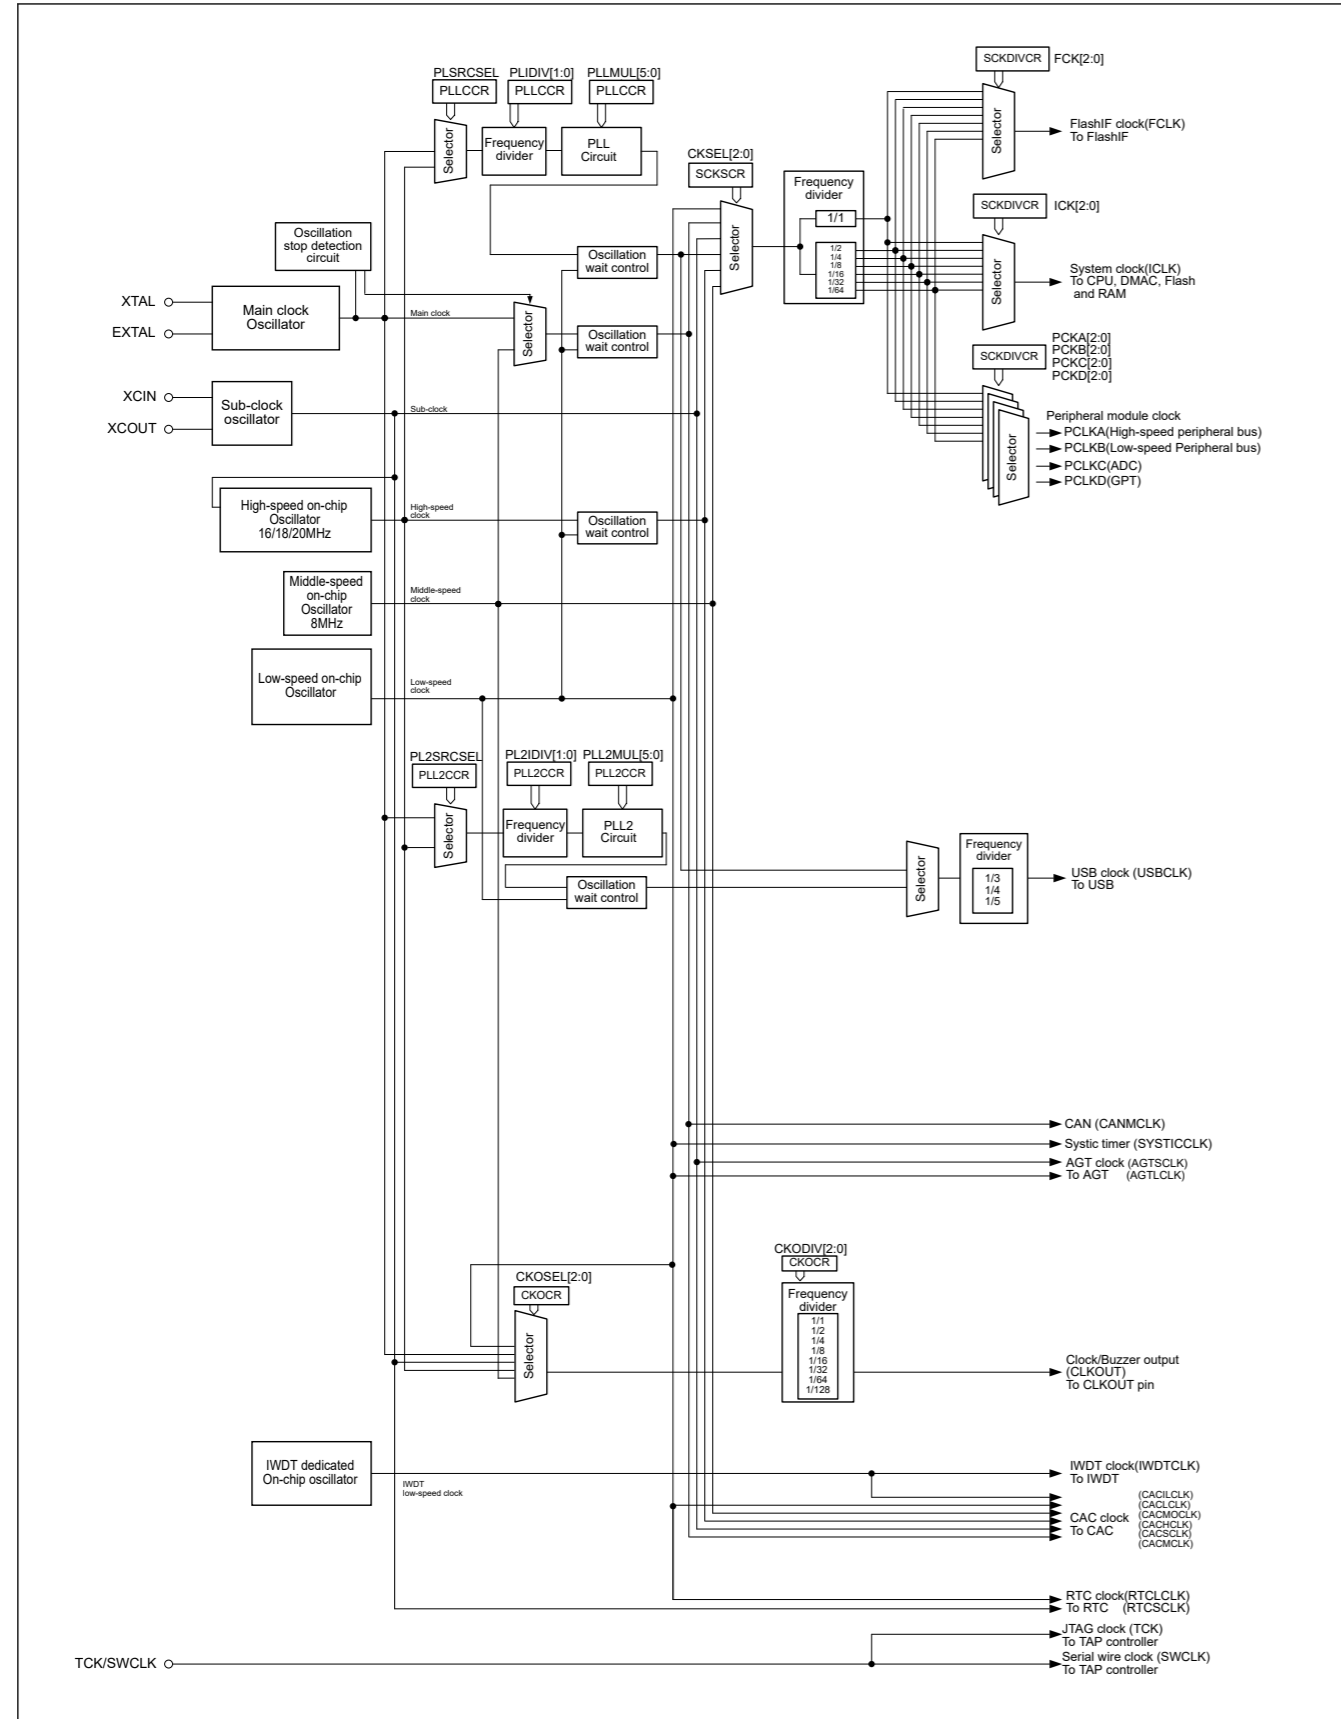 SCKDIVCR FCK[2:0]
PLSRCSEL PLIDIV[1:0] PLLMUL[5:0]
PLLCCR PLLCCR PLLCCR
Selector
Frequency
divider
PLL
Circuit
Selector
FlashIF clock(FCLK)
To FlashIF
CKSEL[2:0]
SCKSCR
Frequency
divider
1/1
1/2
1/4
1/8
1/16
1/32
1/64
Selector
SCKDIVCR ICK[2:0]
Selector
System clock(ICLK)
To CPU, DMAC, Flash
and RAM
Oscillation
stop detection
circuit
Oscillation
wait control
XTAL
EXTAL
Main clock
Oscillator
Main clock
Selector
Oscillation
wait control
SCKDIVCR
PCKA[2:0]
PCKB[2:0]
PCKC[2:0]
PCKD[2:0]
XCIN
XCOUT
Sub-clock
oscillator
Sub-clock
Selector
Peripheral module clock
PCLKA(High-speed peripheral bus)
PCLKB(Low-speed Peripheral bus)
PCLKC(ADC)
PCLKD(GPT)
High-speed on-chip
Oscillator
16/18/20MHz
High-speed
clock
Oscillation
wait control
Middle-speed
on-chip
Oscillator
8MHz
Middle-speed
clock
Low-speed on-chip
Oscillator
Low-speed
clock
PL2SRCSEL PL2IDIV[1:0] PLL2MUL[5:0]
PLL2CCR PLL2CCR PLL2CCR
Selector
Frequency
divider
PLL2
Circuit
Oscillation
wait control
Selector
Frequency
divider
1/3
1/4
1/5
USB clock (USBCLK)
To USB
CAN (CANMCLK)
Systic timer (SYSTICCLK)
AGT clock (AGTSCLK)
To AGT (AGTLCLK)
CKOSEL[2:0]
CKOCR
Selector
CKODIV[2:0]
CKOCR
Frequency
divider
1/1
1/2
1/4
1/8
1/16
1/32
1/64
1/128
Clock/Buzzer output
(CLKOUT)
To CLKOUT pin
IWDT dedicated
On-chip oscillator
IWDT
low-speed clock
IWDT clock(IWDTCLK)
To IWDT
CAC clock
To CAC
(CACILCLK)
(CACLCLK)
(CACMOCLK)
(CACHCLK)
(CACSCLK)
(CACMCLK)
RTC clock(RTCLCLK)
To RTC (RTCSCLK)
JTAG clock (TCK)
To TAP controller
TCK/SWCLK
Serial wire clock (SWCLK)
To TAP controller